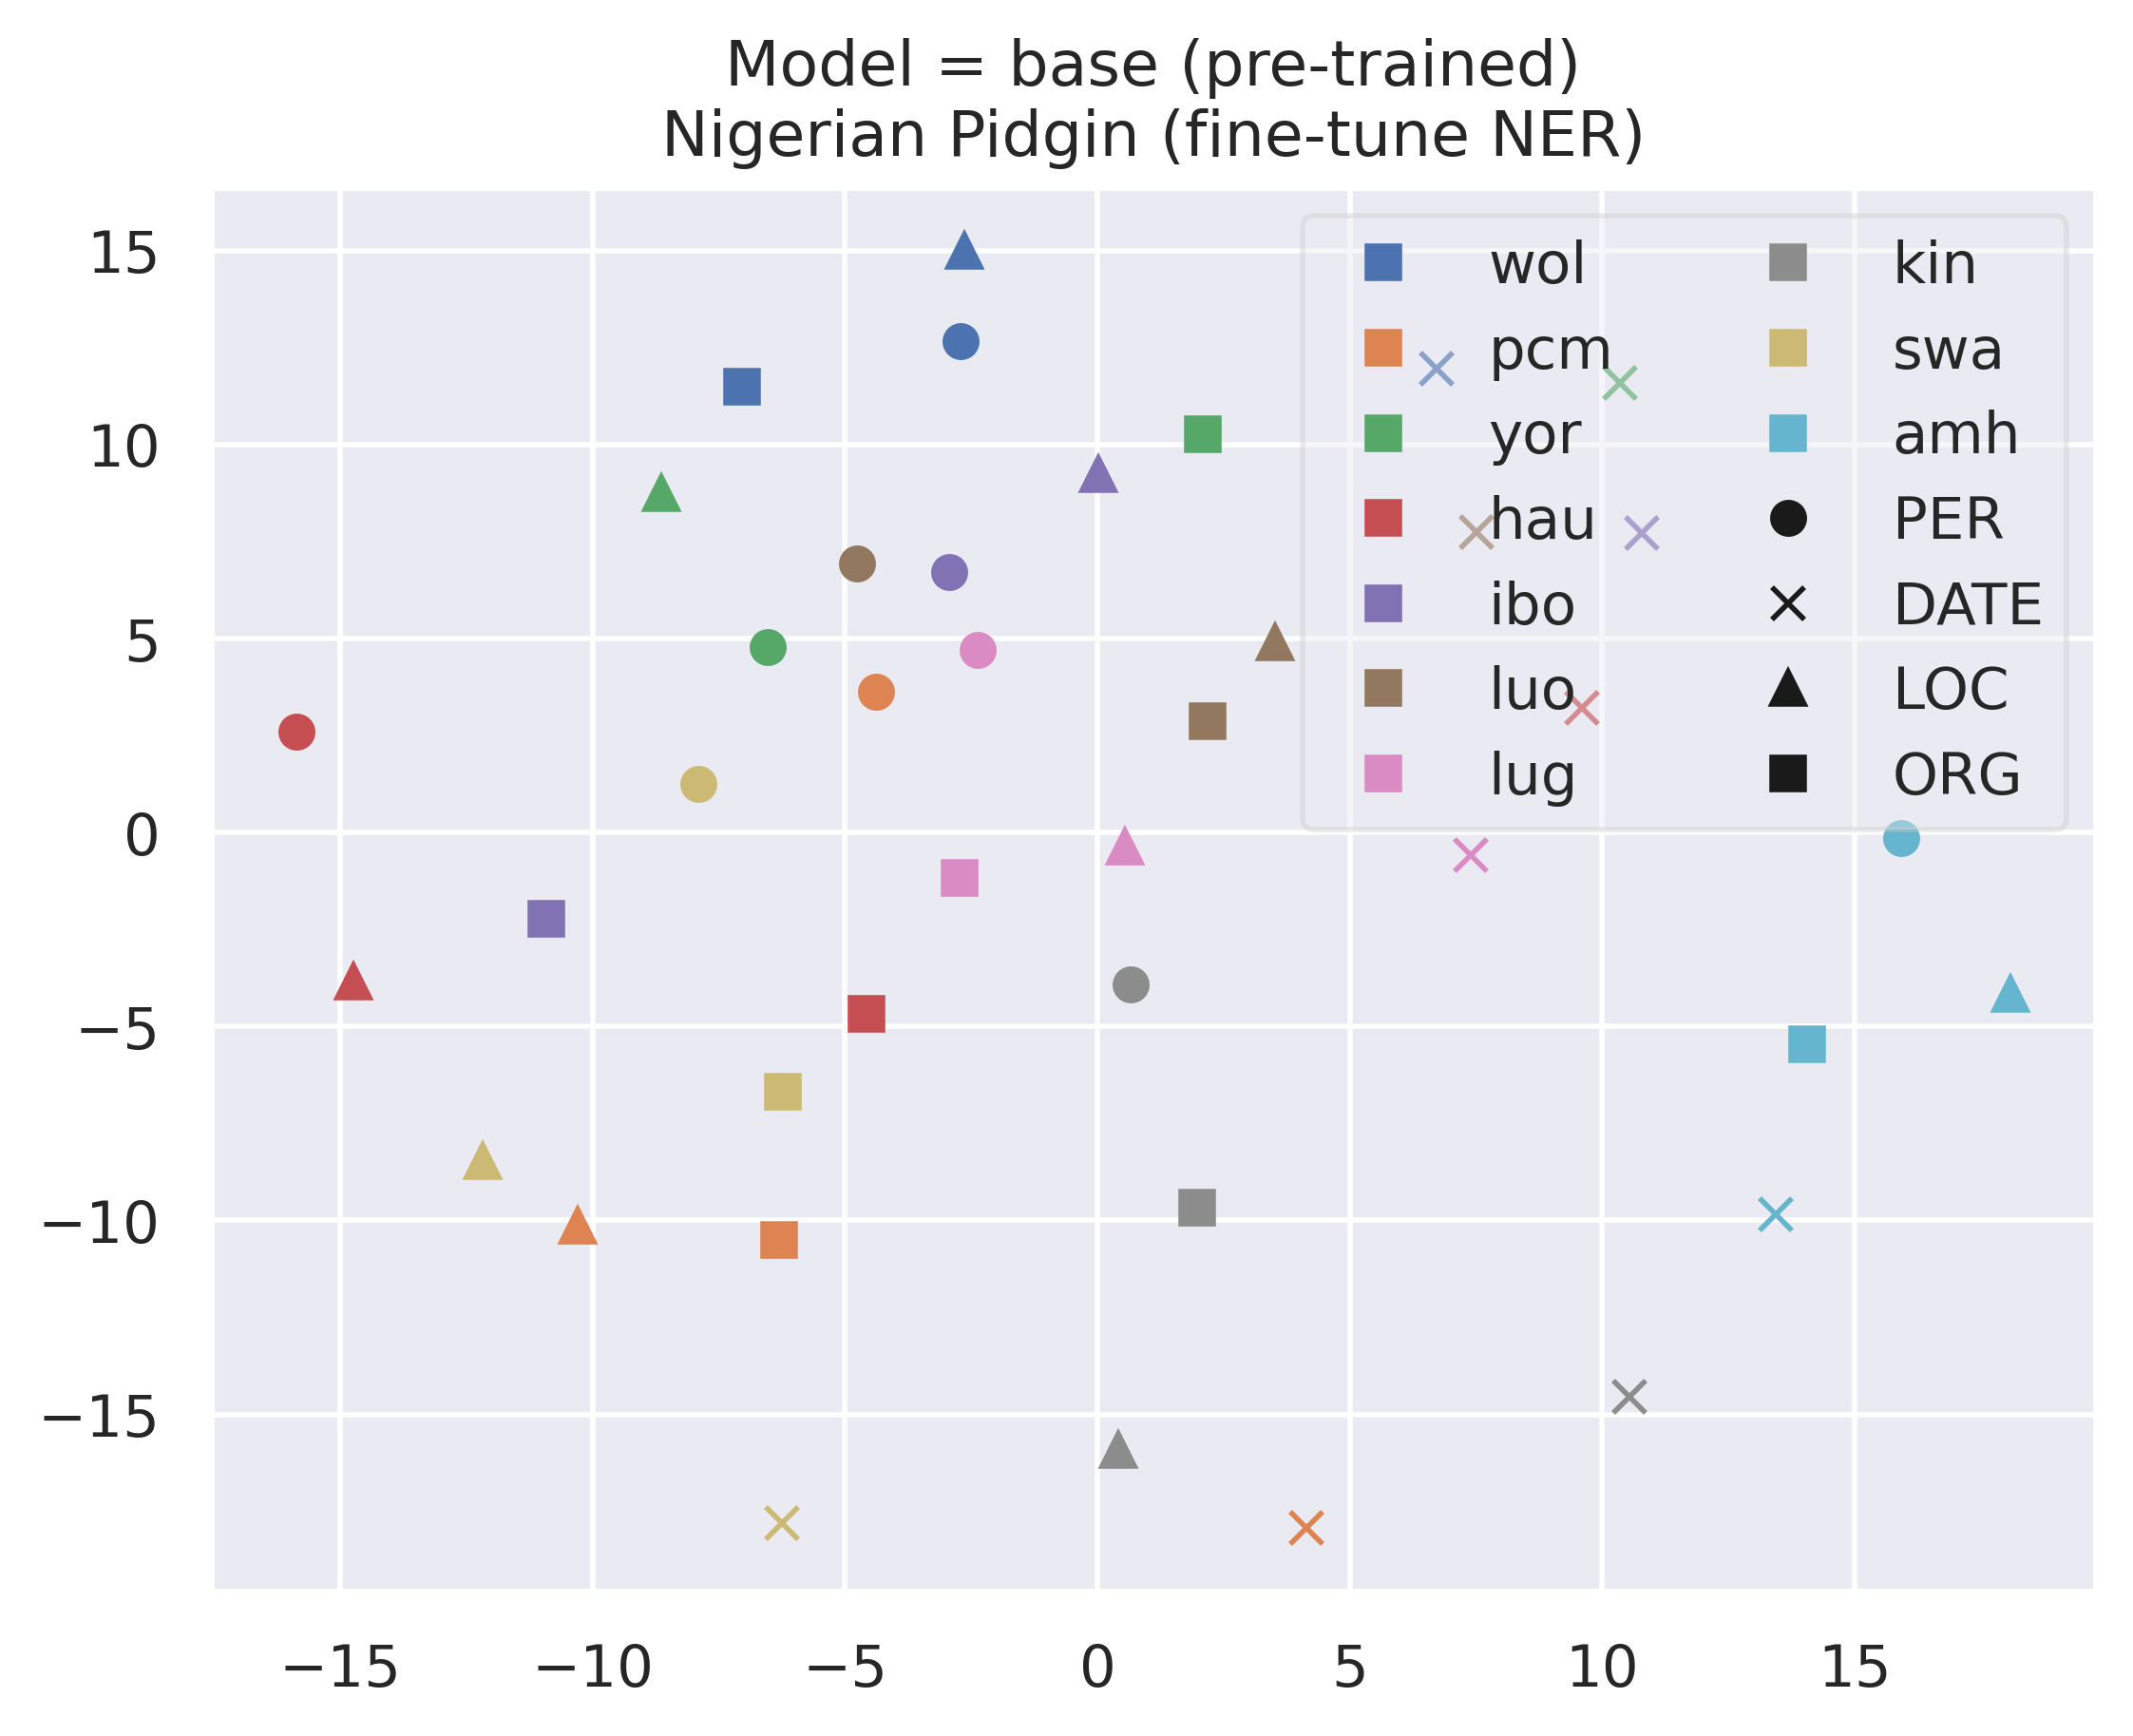 Model = base (pre-trained)
Nigerian Pidgin (fine-tune NER)
15
10
5
0
−5
−10
−15
wol
pcm
yor
hau
ibo
luo
lug
kin
swa
amh
PER
DATE
LOC
ORG
−15
−10
−5
0
5
10
15